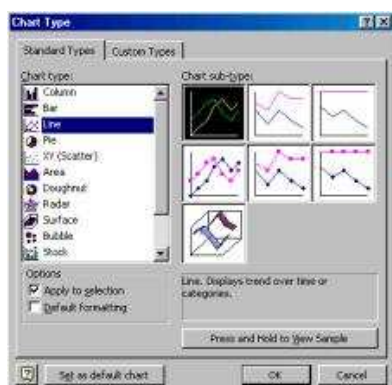 Chart Type
Standard Types
Custom Types
Chart type:
Column
Bar
Line
Pie
XY (Scatter)
Area
Doughnut
Radar
Surface
Bubble
Stock
Chart sub-type:
Options
Apply to selection
Default formatting
Line. Displays trend over time or
categories.
Press and Hold to View Sample
Set as default chart
OK
Cancel